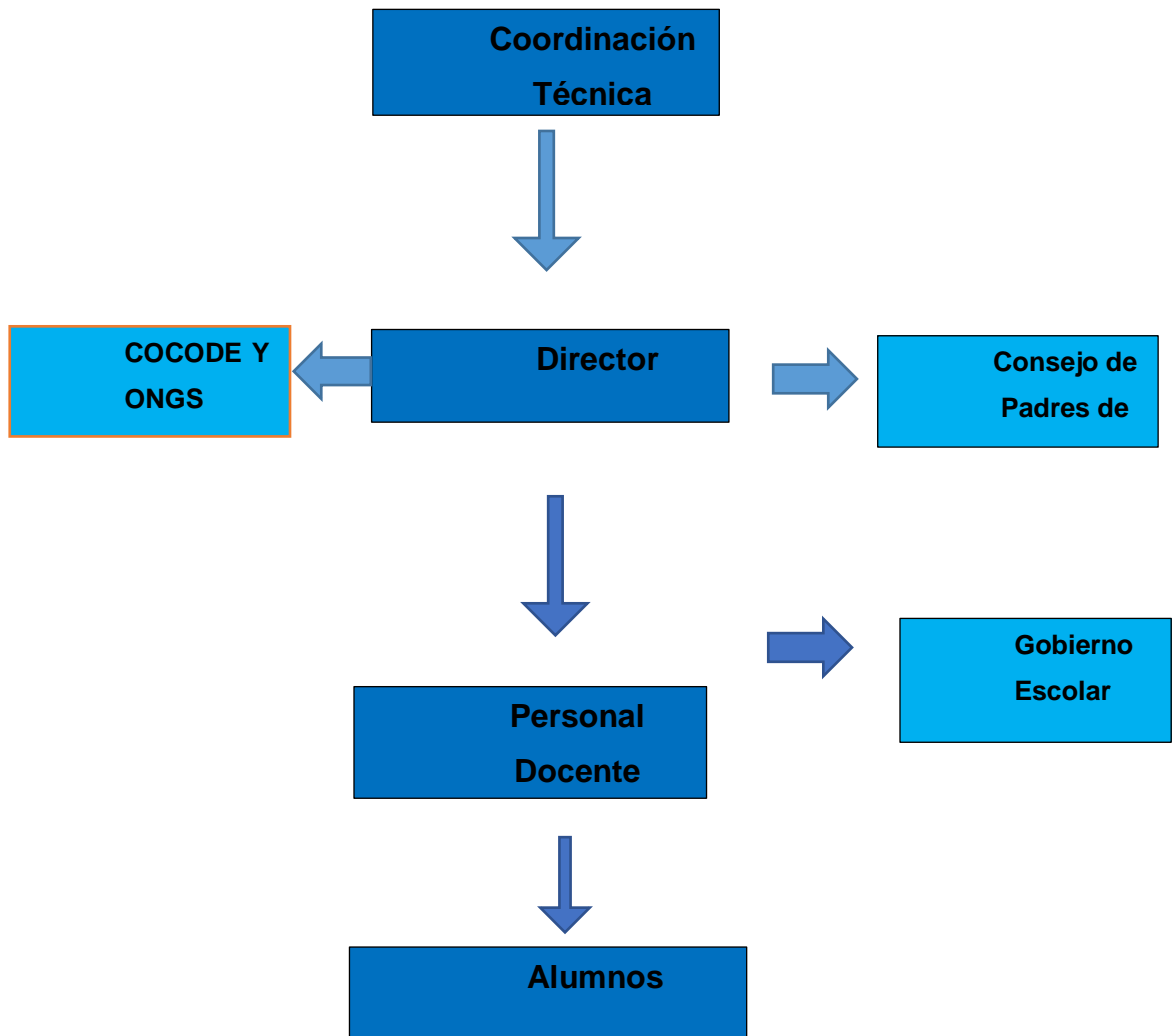 Coordinación
Técnica
COCODE Y
ONGS
Director
Consejo de
Padres de
Gobierno
Escolar
Personal
Docente
Alumnos